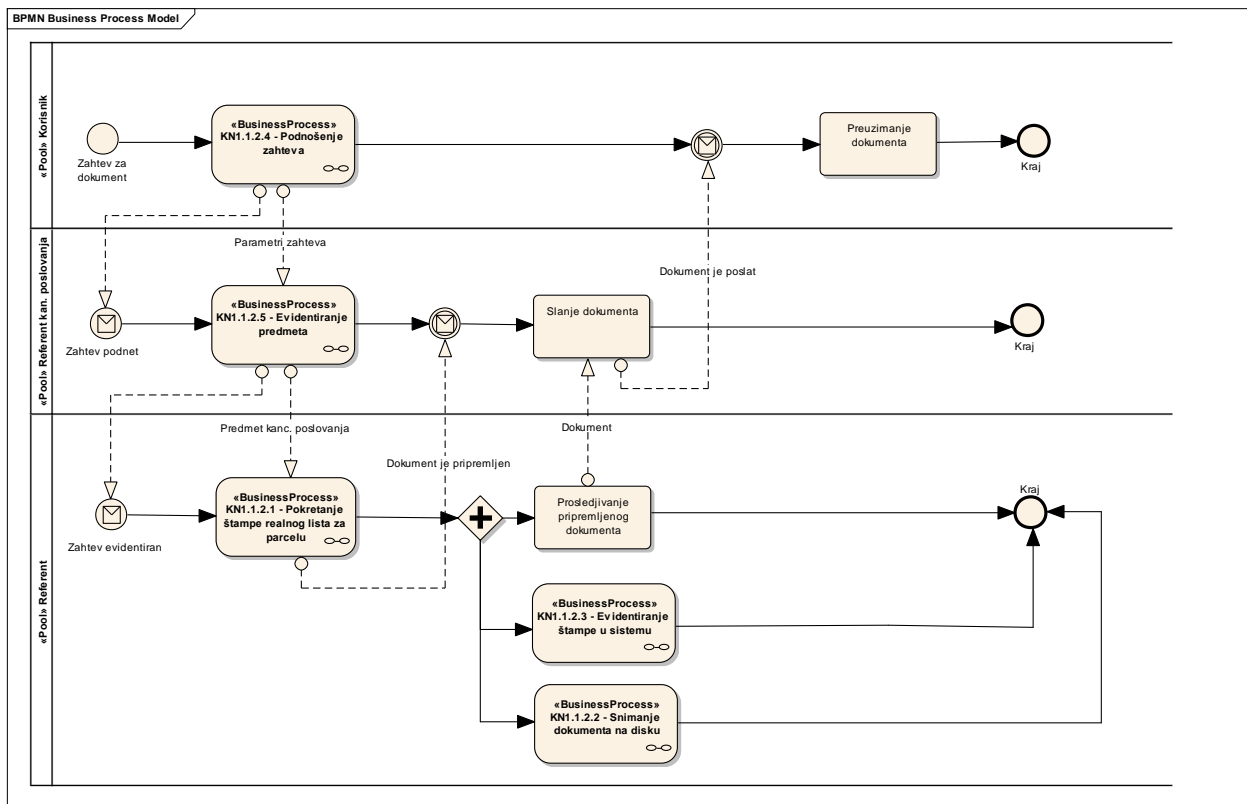 BPMN Business Process Model
«Pool» Korisnik
Zahtev za
dokument
«BusinessProcess»
KN1.1.2.4 - Podnošenje
zahteva
Preuzimanje
dokumenta
Kraj
«Pool» Referent kan. poslovanja
Parametri zahteva
Dokument je poslat
Zahtev podnet
«BusinessProcess»
KN1.1.2.5 - Evidentiranje
predmeta
Slanje dokumenta
Kraj
«Pool» Referent
Predmet kanc. poslovanja
Dokument
Dokument je pripremljen
Zahtev evidentiran
«BusinessProcess»
KN1.1.2.1 - Pokretanje
štampe realnog lista za
parcelu
Prosledjivanje
pripremljenog
dokumenta
Kraj
«BusinessProcess»
KN1.1.2.3 - Evidentiranje
štampe u sistemu
«BusinessProcess»
KN1.1.2.2 - Snimanje
dokumenta na disku